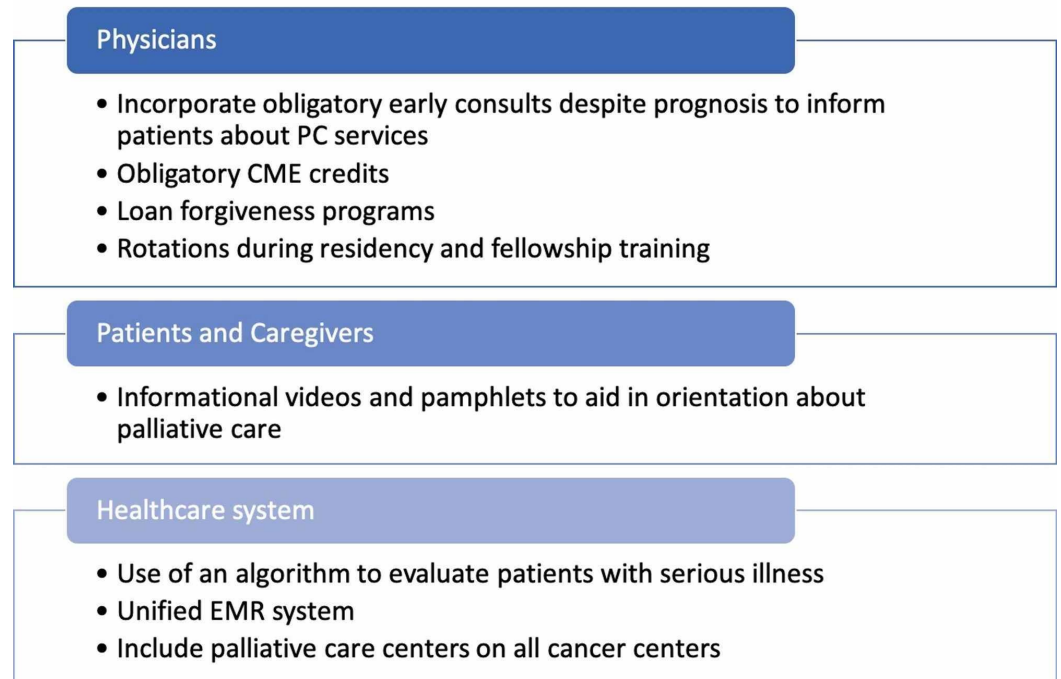 Physicians
• Incorporate obligatory early consults despite prognosis to inform
patients about PC services
• Obligatory CME credits
• Loan forgiveness programs
• Rotations during residency and fellowship training
Patients and Caregivers
• Informational videos and pamphlets to aid in orientation about
palliative care
Healthcare system
• Use of an algorithm to evaluate patients with serious illness
• Unified EMR system
• Include palliative care centers on all cancer centers